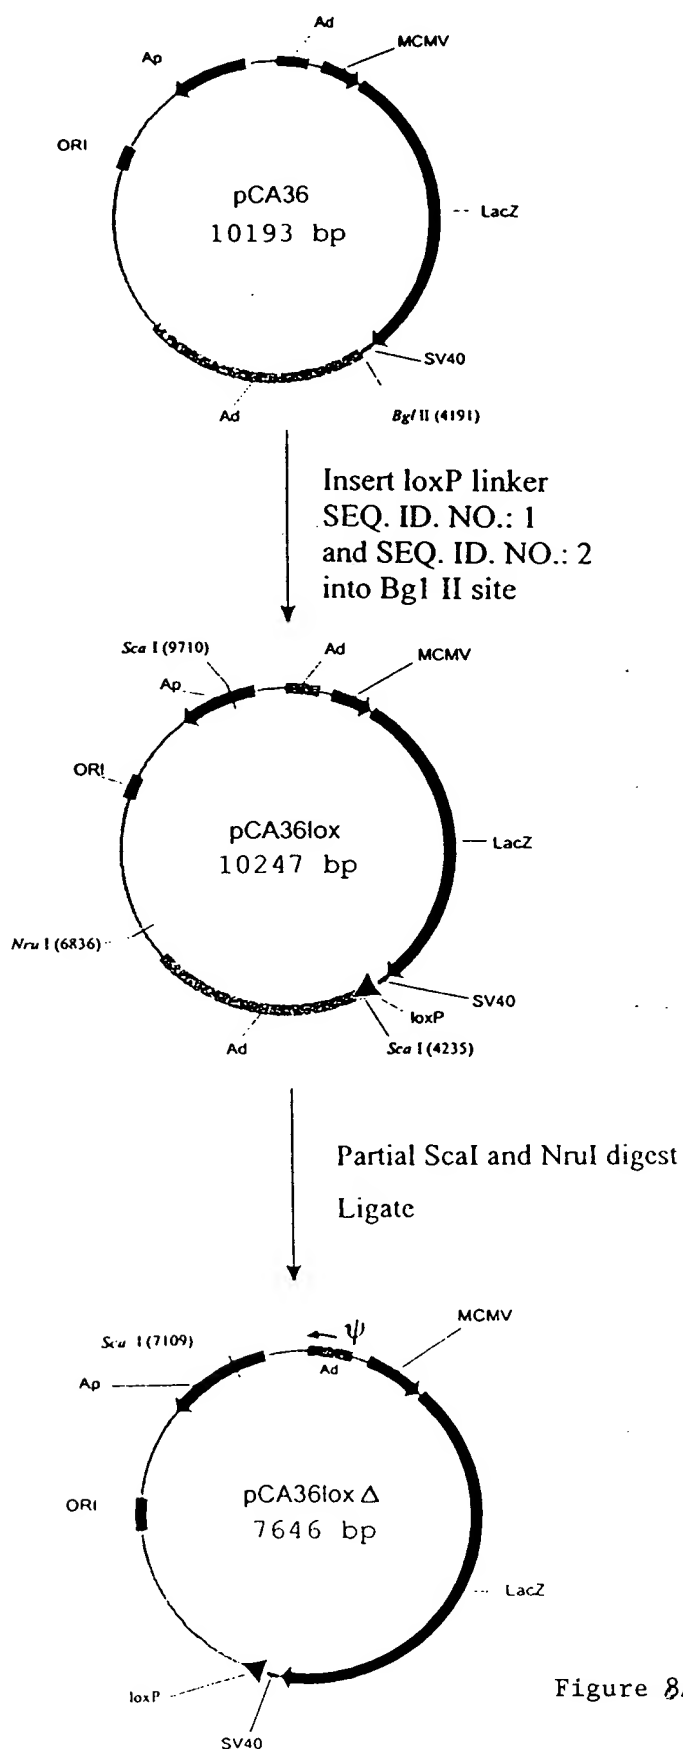 Ad
MCMV
Ap
ORI
pCA36
10193 bp
LacZ
SV40
Ad
Bgl II (4191)
Insert loxP linker
SEQ. ID. NO.: 1
and SEQ. ID. NO.: 2
into Bgl II site
Sca I (9710)
Ad
MCMV
Ap
ORI
pCA36lox
10247 bp
LacZ
Nru I (6836)
SV40
loxP
Ad
Sca I (4235)
Partial ScaI and NruI digest
Ligate
MCMV
Sca I (7109)
ψ
Ad
Ap
ORI
pCA36lox Δ
7646 bp
LacZ
loxP
SV40
Figure